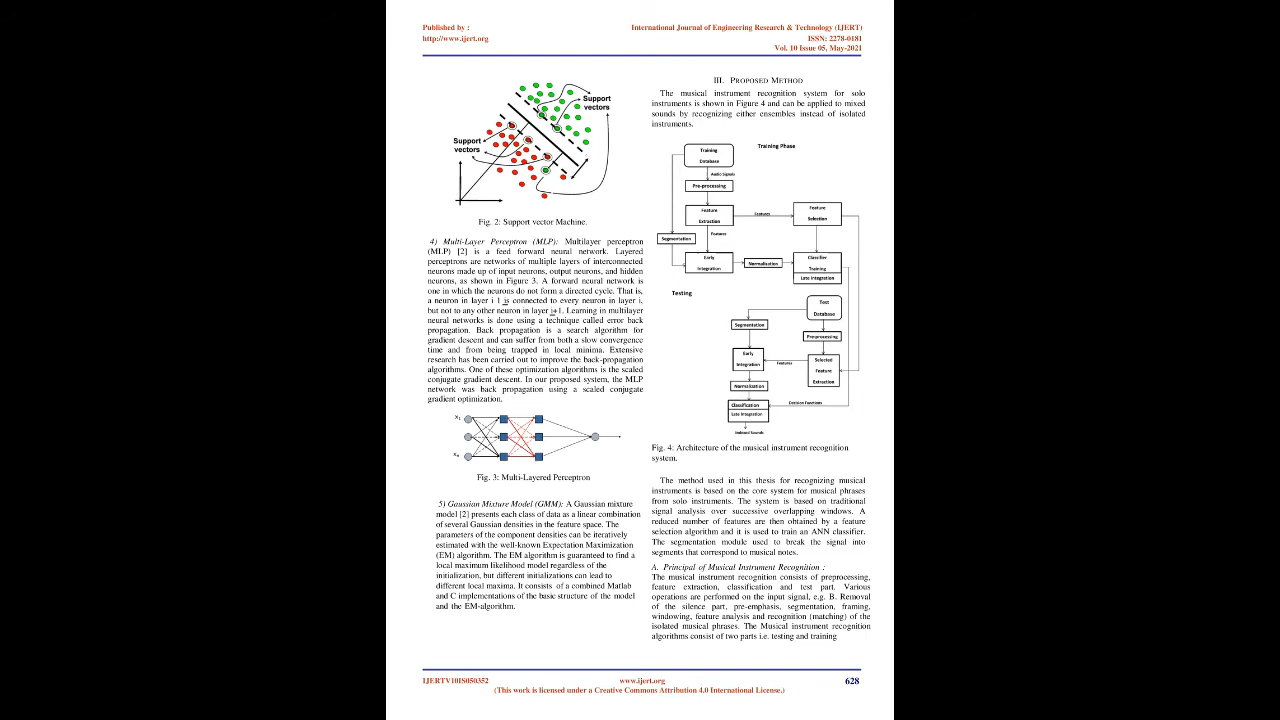 Published by :
http://www.ijert.org
International Journal of Engineering Research & Technology (IJERT)
ISSN: 2278-0181
Vol. 10 Issue 05, May-2021
Support
vectors
Support
vectors
Fig. 2: Support vector Machine.
4) Multi-Layer Perceptron (MLP): Multilayer perceptron
(MLP) [2] is a feed forward neural network. Layered
perceptrons are networks of multiple layers of interconnected
neurons made up of input neurons, output neurons, and hidden
neurons, as shown in Figure 3. A forward neural network is
one in which the neurons do not form a directed cycle. That is,
a neuron in layer i 1 is connected to every neuron in layer i,
but not to any other neuron in layer i+1. Learning in multilayer
neural networks is done using a technique called error back
propagation. Back propagation is a search algorithm for
gradient descent and can suffer from both a slow convergence
time and from being trapped in local minima. Extensive
research has been carried out to improve the back-propagation
algorithms. One of these optimization algorithms is the scaled
conjugate gradient descent. In our proposed system, the MLP
network was back propagation using a scaled conjugate
gradient optimization.
X₁
Xₙ
Fig. 3: Multi-Layered Perceptron
5) Gaussian Mixture Model (GMM): A Gaussian mixture
model [2] presents each class of data as a linear combination
of several Gaussian densities in the feature space. The
parameters of the component densities can be iteratively
estimated with the well-known Expectation Maximization
(EM) algorithm. The EM algorithm is guaranteed to find a
local maximum likelihood model regardless of the
initialization, but different initializations can lead to
different local maxima. It consists of a combined Matlab
and C implementations of the basic structure of the model
and the EM-algorithm.
III. PROPOSED METHOD
The musical instrument recognition system for solo
instruments is shown in Figure 4 and can be applied to mixed
sounds by recognizing either ensembles instead of isolated
instruments.
Training Phase
Training
Database
Audio Signals
Pre-processing
Feature
Extraction
Features
Feature
Selection
Features
Segmentation
Early
Integration
Normalisation
Classifier
Training
Late Integration
Testing
Test
Database
Segmentation
Preprocessing
Early
Integration
Features
Selected
Feature
Extraction
Normalisation
Classification
Late Integration
Decision Functions
Indexed Sounds
Fig. 4: Architecture of the musical instrument recognition
system.
The method used in this thesis for recognizing musical
instruments is based on the core system for musical phrases
from solo instruments. The system is based on traditional
signal analysis over successive overlapping windows. A
reduced number of features are then obtained by a feature
selection algorithm and it is used to train an ANN classifier.
The segmentation module used to break the signal into
segments that correspond to musical notes.
A. Principal of Musical Instrument Recognition :
The musical instrument recognition consists of preprocessing,
feature extraction, classification and test part. Various
operations are performed on the input signal, e.g. B. Removal
of the silence part, pre-emphasis, segmentation, framing,
windowing, feature analysis and recognition (matching) of the
isolated musical phrases. The Musical instrument recognition
algorithms consist of two parts i.e. testing and training
IJERTV10IS050352
www.ijert.org
(This work is licensed under a Creative Commons Attribution 4.0 International License.)
628